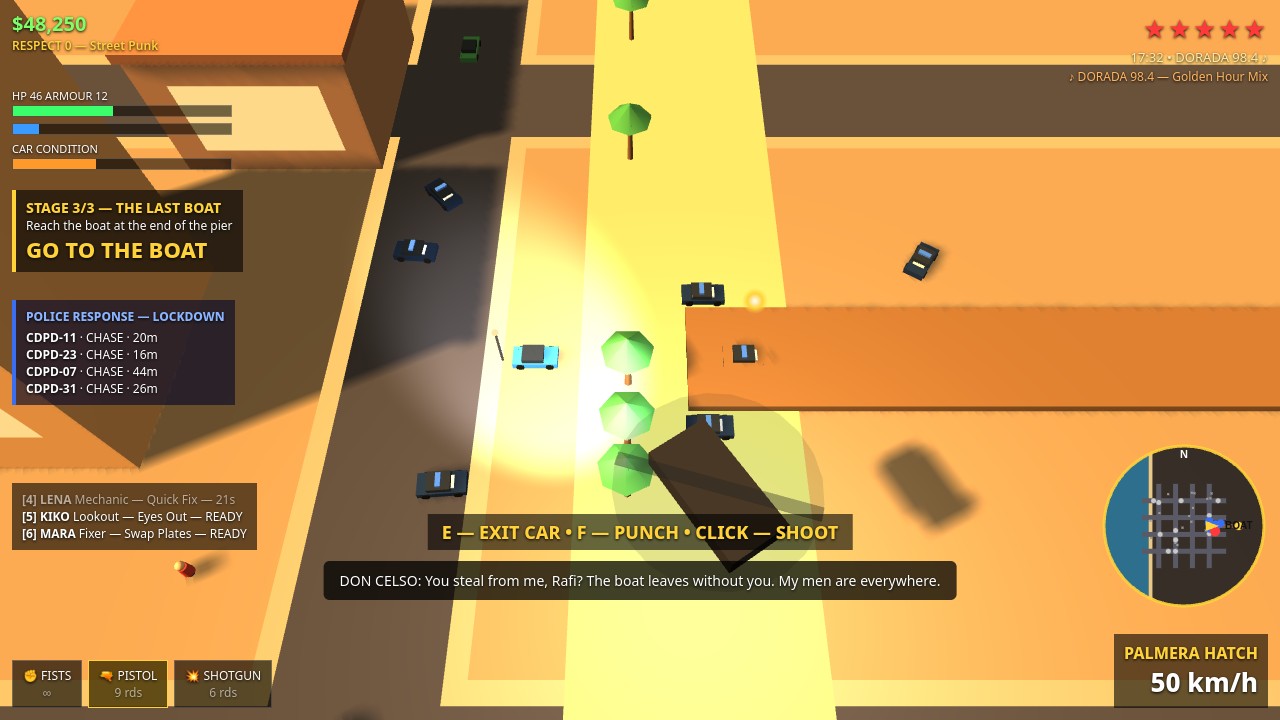 $48,250
RESPECT 0 — Street Punk
HP 46 ARMOUR 12
CAR CONDITION
STAGE 3/3 — THE LAST BOAT
Reach the boat at the end of the pier
GO TO THE BOAT
POLICE RESPONSE — LOCKDOWN
CDPD-11 · CHASE · 20m
CDPD-23 · CHASE · 16m
CDPD-07 · CHASE · 44m
CDPD-31 · CHASE · 26m
[4] LENA Mechanic — Quick Fix — 21s
[5] KIKO Lookout — Eyes Out — READY
[6] MARA Fixer — Swap Plates — READY
★ ★ ★ ★ ★
17:32 • DORADA 98.4 ♪
♪ DORADA 98.4 — Golden Hour Mix
E — EXIT CAR • F — PUNCH • CLICK — SHOOT
DON CELSO: You steal from me, Rafi? The boat leaves without you. My men are everywhere.
✊ FISTS
∞
🔫 PISTOL
9 rds
💥 SHOTGUN
6 rds
N
BOAT
PALMERA HATCH
50 km/h